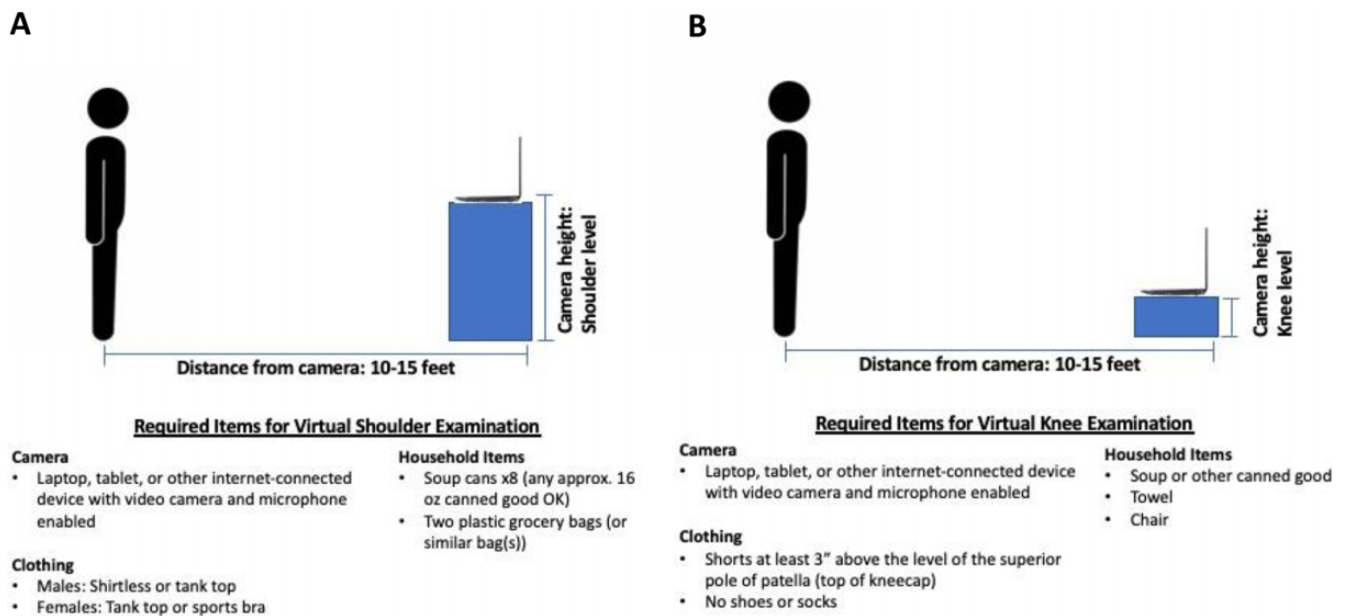 A
Camera height:
Shoulder level
Distance from camera: 10-15 feet
Required Items for Virtual Shoulder Examination
Camera
• Laptop, tablet, or other internet-connected
device with video camera and microphone
enabled
Clothing
• Males: Shirtless or tank top
• Females: Tank top or sports bra
Household Items
• Soup cans x8 (any approx. 16
oz canned good OK)
• Two plastic grocery bags (or
similar bag(s))
B
Camera height:
Knee level
Distance from camera: 10-15 feet
Required Items for Virtual Knee Examination
Camera
• Laptop, tablet, or other internet-connected device
with video camera and microphone enabled
Clothing
• Shorts at least 3” above the level of the superior
pole of patella (top of kneecap)
• No shoes or socks
Household Items
• Soup or other canned good
• Towel
• Chair